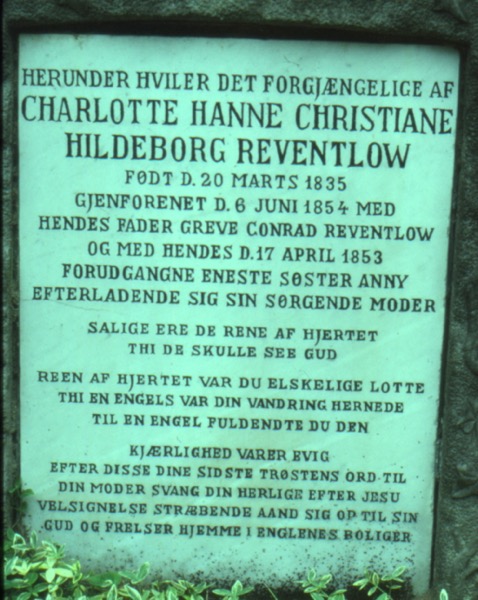 HERUNDER HVILER DET FORGJÆNGELIGE AF
CHARLOTTE HANNE CHRISTIANE
HILDEBORG REVENTLOW
FØDT D. 20 MARTS 1835
GJENFORENET D. 6 JUNI 1854 MED
HENDES FADER GREVE CONRAD REVENTLOW
OG MED HENDES D. 17 APRIL 1853
FORUDGANGNE ENESTE SØSTER ANNY
EFTERLADENDE SIG SIN SØRGENDE MODER
SALIGE ERE DE RENE AF HJERTET
THI DE SKULLE SEE GUD
REEN AF HJERTET VAR DU ELSKELIGE LOTTE
THI EN ENGELS VAR DIN VANDRING HERNEDE
TIL EN ENGEL FULDENDTE DU DEN
KJÆRLIGHED VARER EVIG
EFTER DISSE DINE SIDSTE TRØSTENS ORD TIL
DIN MODER SVANG DIN HERLIGE EFTER JESU
VELSIGNELSE STRÆBENDE AAND SIG OP TIL SIN
GUD OG FRELSER HJEMME I ENGLENES BOLIGER